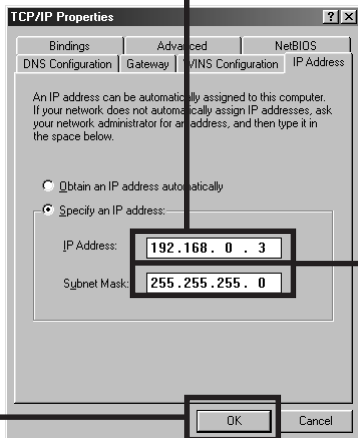 TCP/IP Properties
Bindings Advanced NetBIOS
DNS Configuration Gateway WINS Configuration IP Address
An IP address can be automatically assigned to this computer.
If your network does not automatically assign IP addresses, ask
your network administrator for an address, and then type it in
the space below.
Obtain an IP address automatically
Specify an IP address:
IP Address: 192.168. 0 . 3
Subnet Mask: 255.255.255. 0
OK Cancel